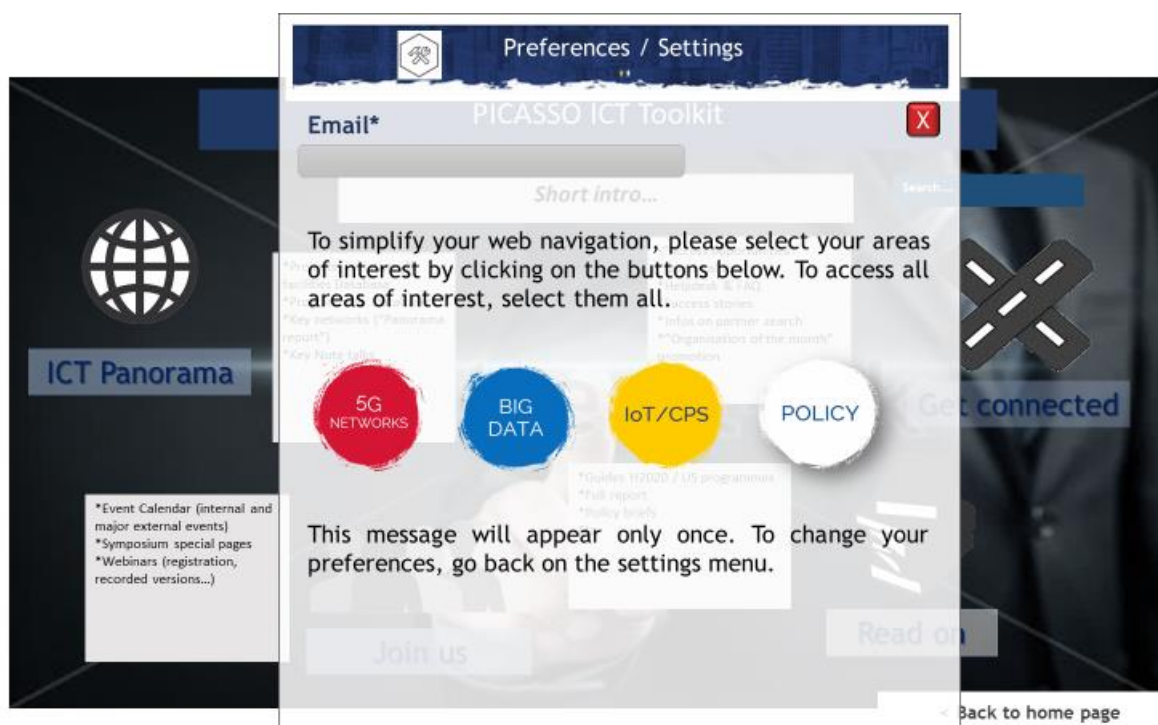 Preferences / Settings
PICASSO ICT Toolkit
Email*
X
Short intro...
Search...
To simplify your web navigation, please select your areas
of interest by clicking on the buttons below. To access all
areas of interest, select them all.
*Helpdesk & FAQ
*Success stories
*Infos on partner search
*"Organisation of the month"
promotion
facilities Database
*Key networks ("Panorama
report")
*Key Note talks
ICT Panorama
5G
NETWORKS
BIG
DATA
IoT/CPS
POLICY
Get connected
*Event Calendar (internal and
major external events)
*Symposium special pages
*Webinars (registration,
recorded versions...)
*Guides H2020 / US programmes
*Full report
*Policy briefs
This message will appear only once. To change your
preferences, go back on the settings menu.
Join us
Read on
< Back to home page